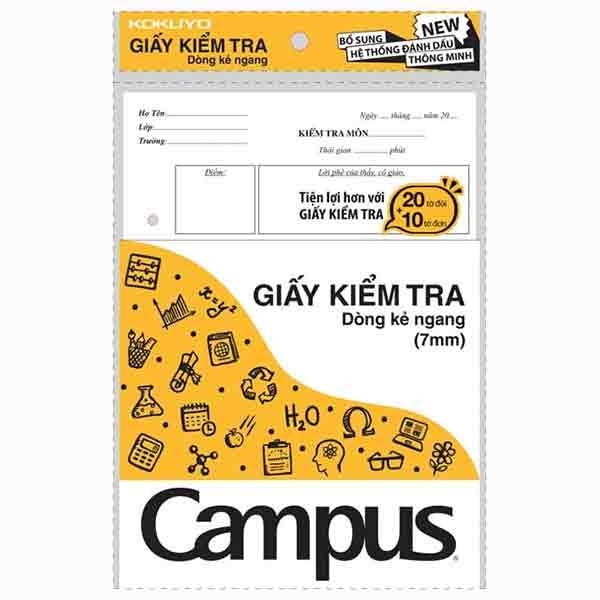 KOKUYO
GIẤY KIỂM TRA
Dòng kẻ ngang
BỔ SUNG
HỆ THỐNG ĐÁNH DẤU
THÔNG MINH
NEW
Họ Tên:
Lớp:
Trường:
Ngày ...., tháng ...., năm 20....
KIỂM TRA MÔN
Thời gian ............, phút
Điểm:
Lời phê của thầy, cô giáo.
Tiện lợi hơn với
GIẤY KIỂM TRA
20 tờ đôi
+
10 tờ đơn
GIẤY KIỂM TRA
Dòng kẻ ngang
(7mm)
x=y²
H₂O
Campus®